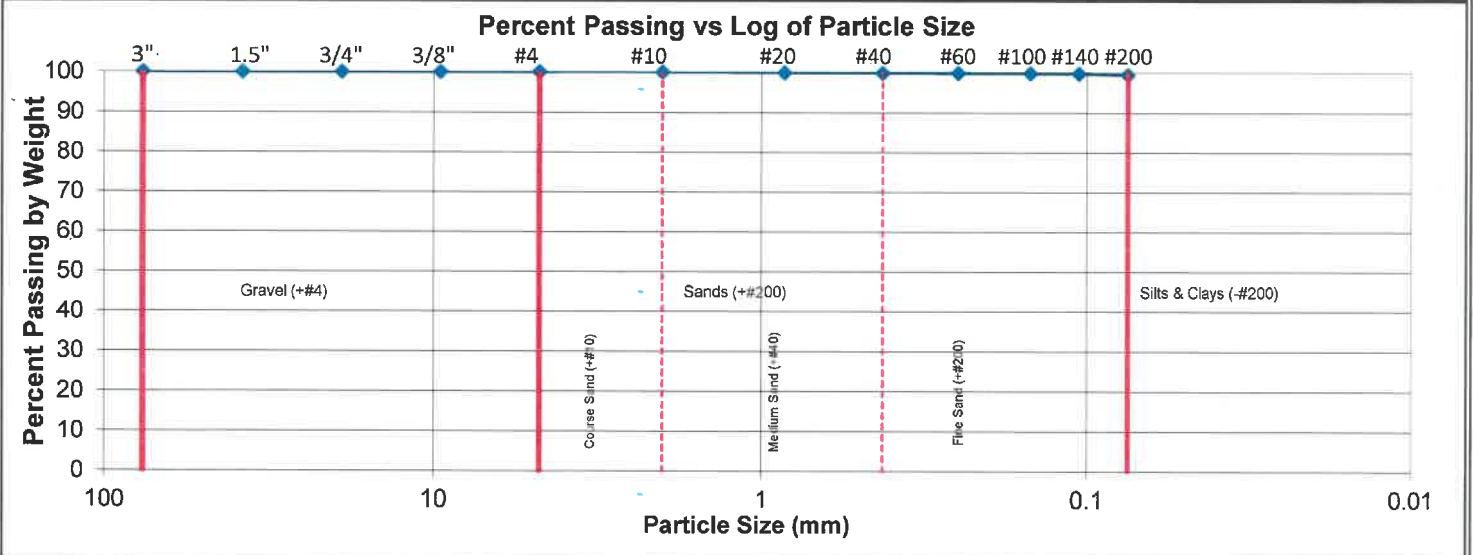 Percent Passing vs Log of Particle Size
3" 1.5" 3/4" 3/8" #4 #10 #20 #40 #60 #100 #140 #200
Percent Passing by Weight
100
90
80
70
60
50
40
30
20
10
0
Gravel (+#4)
Sands (+#200)
Silts & Clays (-#200)
Course Sand (+#10)
Medium Sand (+#40)
Fine Sand (+#200)
100 10 1 0.1 0.01
Particle Size (mm)